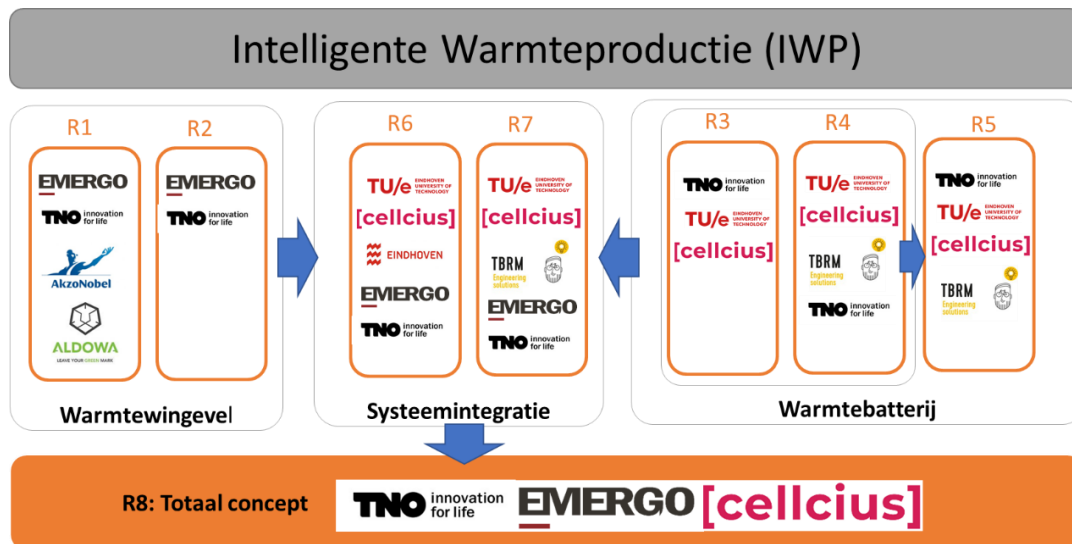 Intelligente Warmteproductie (IWP)
R1
EMERGO
TNO innovation
for life
AkzoNobel
ALDOWA
LEAVE YOUR GREEN MARK
R2
EMERGO
TNO innovation
for life
Warmtewingevel
R6
TU/e EINDHOVEN
UNIVERSITY OF
TECHNOLOGY
[cellcius]
EINDHOVEN
EMERGO
TNO innovation
for life
R7
TU/e EINDHOVEN
UNIVERSITY OF
TECHNOLOGY
[cellcius]
TBRM
Engineering
solutions
EMERGO
TNO innovation
for life
Systeemintegratie
R3
TNO innovation
for life
TU/e EINDHOVEN
UNIVERSITY OF
TECHNOLOGY
[cellcius]
R4
TU/e EINDHOVEN
UNIVERSITY OF
TECHNOLOGY
[cellcius]
TBRM
Engineering
solutions
TNO innovation
for life
R5
TNO innovation
for life
TU/e EINDHOVEN
UNIVERSITY OF
TECHNOLOGY
[cellcius]
TBRM
Engineering
solutions
Warmtebatterij
R8: Totaal concept
TNO innovation
for life
EMERGO
[cellcius]